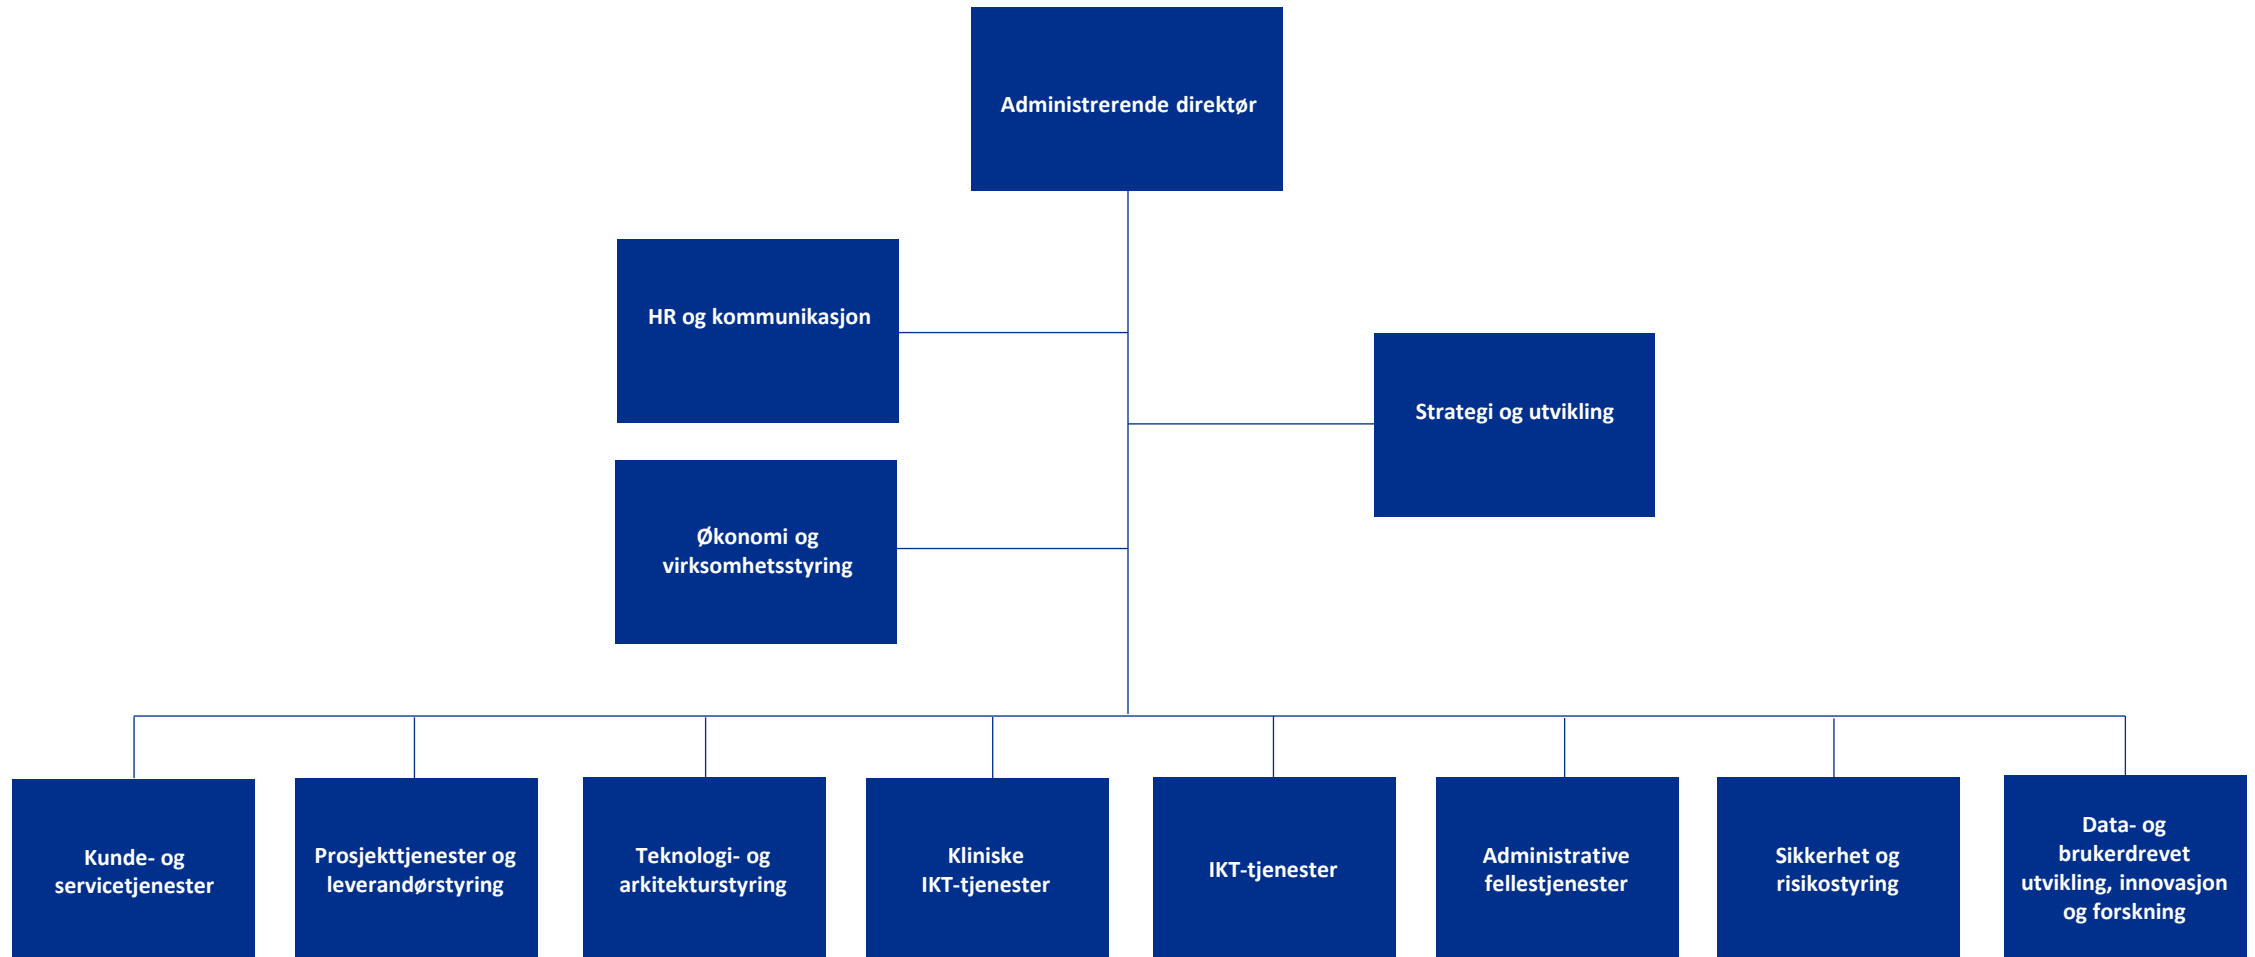 Administrerende direktør
HR og kommunikasjon
Strategi og utvikling
Økonomi og
virksomhetsstyring
Kunde- og
servicetjenester
Prosjekttjenester og
leverandørstyring
Teknologi- og
arkitekturstyring
Kliniske
IKT-tjenester
IKT-tjenester
Administrative
fellestjenester
Sikkerhet og
risikostyring
Data- og
brukerdrevet
utvikling, innovasjon
og forskning